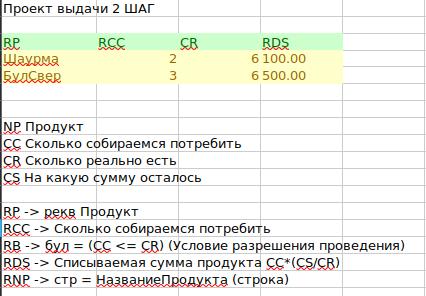 Проект выдачи 2 ШАГ
RP RCC CR RDS
Шаурма 2 6 100.00
БулСвер 3 6 500.00
NP Продукт
CC Сколько собираемся потребить
CR Сколько реально есть
CS На какую сумму осталось
RP -> рекв Продукт
RCC -> Сколько собираемся потребить
RB -> бул = (CC <= CR) (Условие разрешения проведения)
RDS -> Списываемая сумма продукта CC*(CS/CR)
RNP -> стр = НазваниеПродукта (строка)